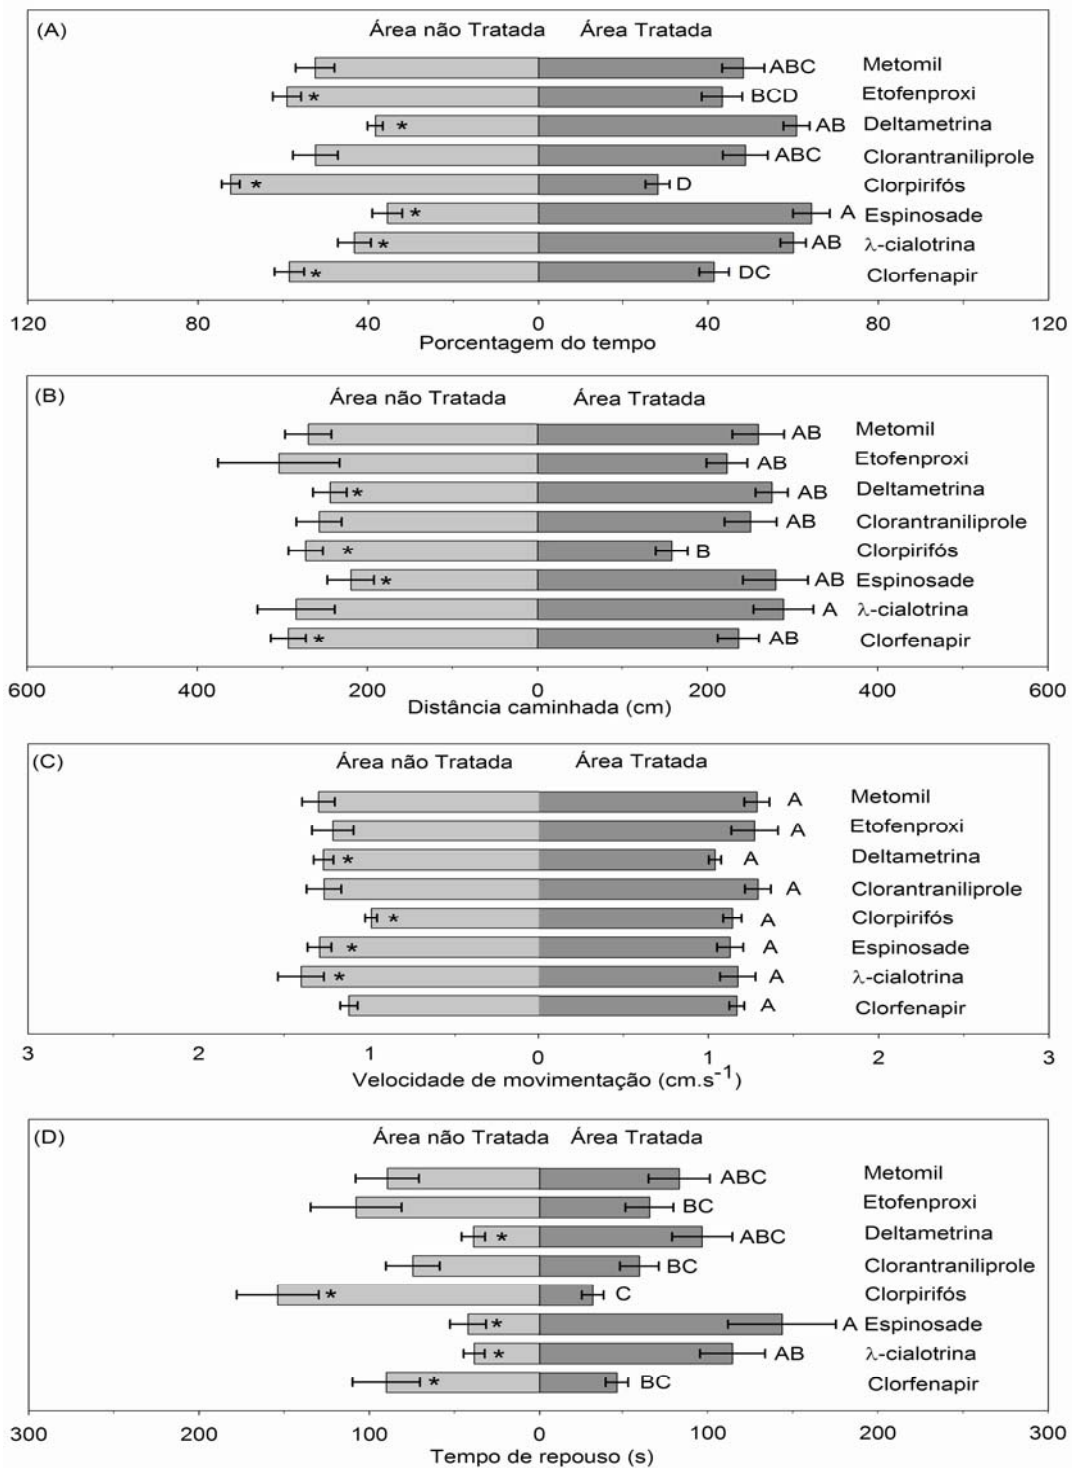 (A) Área não Tratada Área Tratada
ABC Metomil
* BCD Etofenproxi
* AB Deltametrina
ABC Clorantraniliprole
* D Clorpirifós
* A Espinosade
* AB λ-cialotrina
* DC Clorfenapir
120 80 40 0 40 80 120
Porcentagem do tempo
(B) Área não Tratada Área Tratada
AB Metomil
AB Etofenproxi
* AB Deltametrina
AB Clorantraniliprole
* B Clorpirifós
* AB Espinosade
A λ-cialotrina
* AB Clorfenapir
600 400 200 0 200 400 600
Distância caminhada (cm)
(C) Área não Tratada Área Tratada
A Metomil
A Etofenproxi
* A Deltametrina
A Clorantraniliprole
* A Clorpirifós
* A Espinosade
* A λ-cialotrina
A Clorfenapir
3 2 1 0 1 2 3
Velocidade de movimentação (cm.s⁻¹)
(D) Área não Tratada Área Tratada
ABC Metomil
BC Etofenproxi
* ABC Deltametrina
BC Clorantraniliprole
* C Clorpirifós
* A Espinosade
* AB λ-cialotrina
* BC Clorfenapir
300 200 100 0 100 200 300
Tempo de repouso (s)